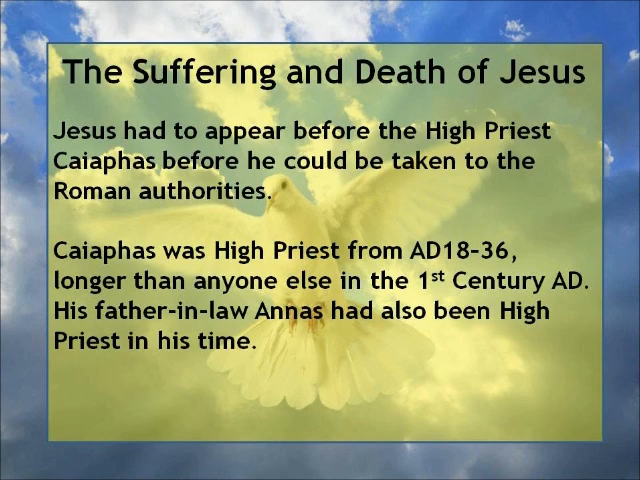 The Suffering and Death of Jesus
Jesus had to appear before the High Priest
Caiaphas before he could be taken to the
Roman authorities.
Caiaphas was High Priest from AD18-36,
longer than anyone else in the 1st Century AD.
His father-in-law Annas had also been High
Priest in his time.